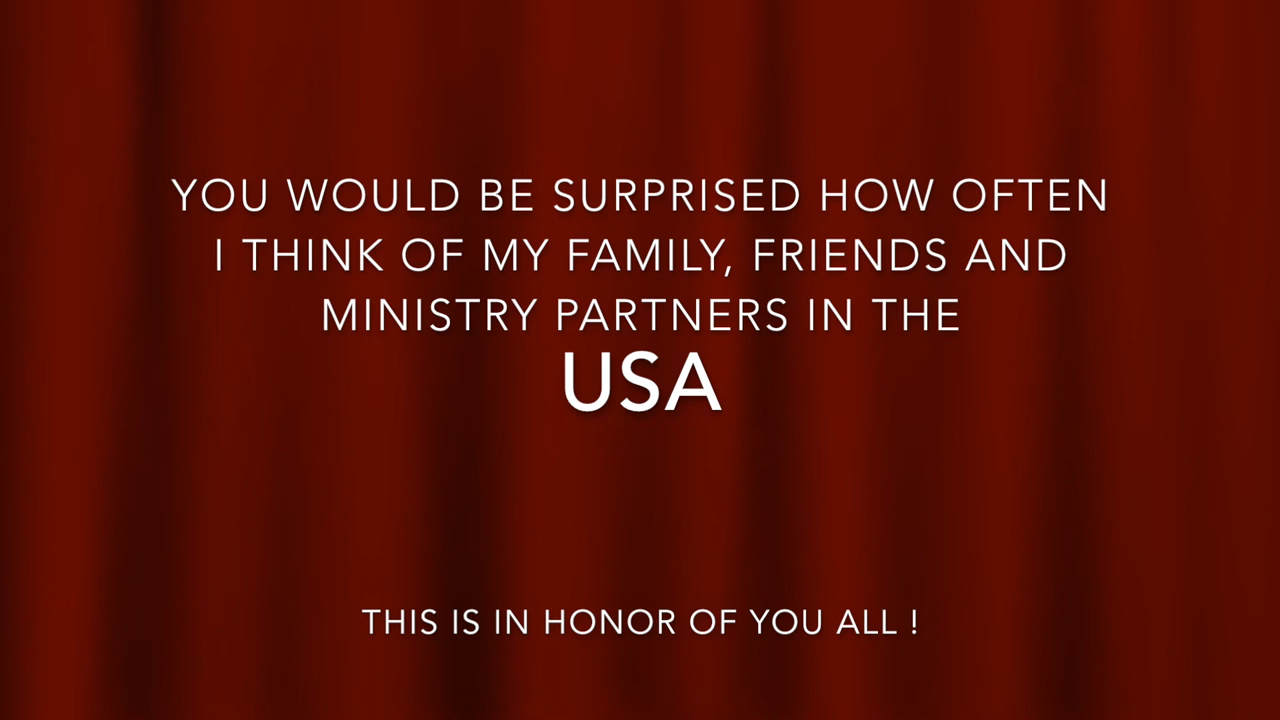 YOU WOULD BE SURPRISED HOW OFTEN
I THINK OF MY FAMILY, FRIENDS AND
MINISTRY PARTNERS IN THE
USA
THIS IS IN HONOR OF YOU ALL !